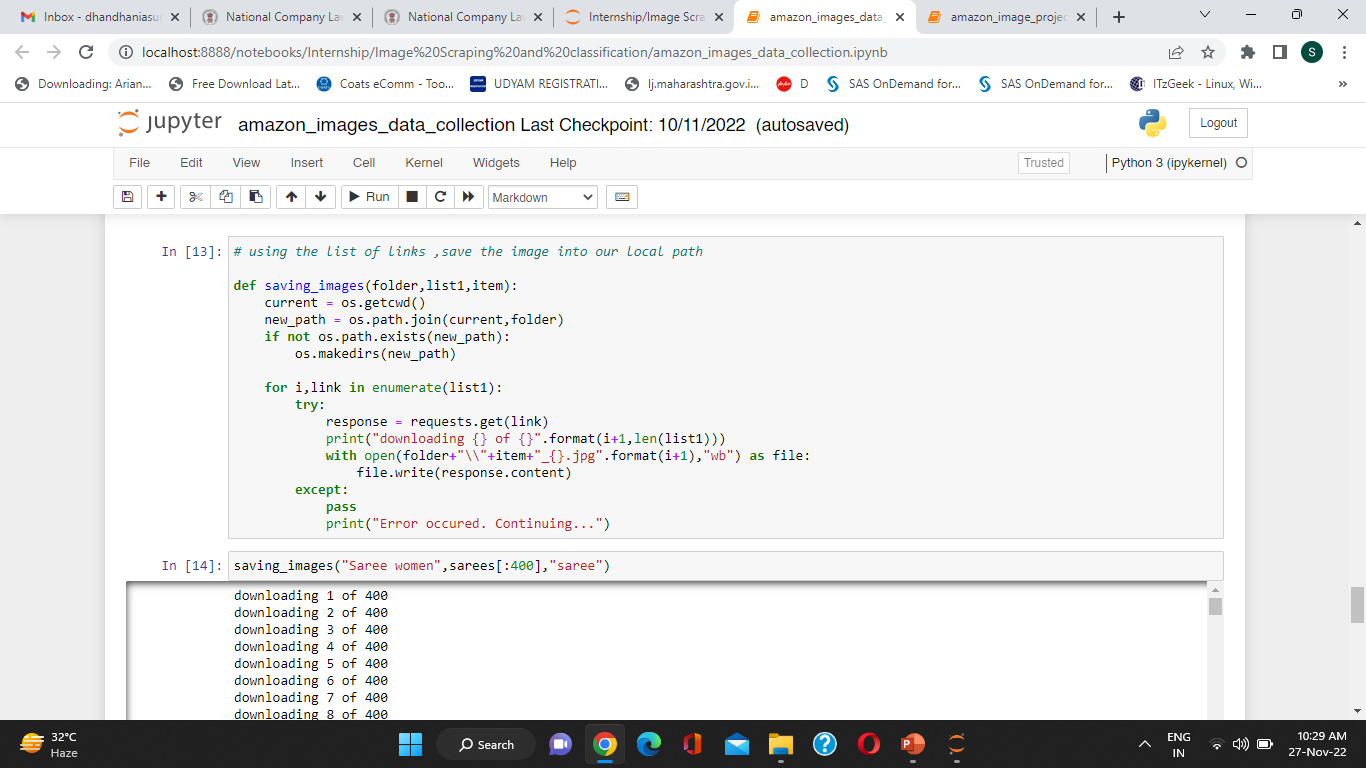 Inbox - dhandhaniasu
National Company La
National Company La
Internship/Image Scra
amazon_images_data_
amazon_image_projec
localhost:8888/notebooks/Internship/Image%20Scraping%20and%20classification/amazon_images_data_collection.ipynb
S
Downloading: Arian...
Free Download Lat...
Coats eComm - Too...
UDYAM REGISTRATI...
lj.maharashtra.gov.i...
D
SAS OnDemand for...
SAS OnDemand for...
ITzGeek - Linux, Wi...
»
jupyter amazon_images_data_collection Last Checkpoint: 10/11/2022 (autosaved)
Logout
File Edit View Insert Cell Kernel Widgets Help
Trusted
Python 3 (ipykernel)
Run
Markdown
In [13]:
# using the list of links ,save the image into our local path
def saving_images(folder,list1,item):
    current = os.getcwd()
    new_path = os.path.join(current,folder)
    if not os.path.exists(new_path):
        os.makedirs(new_path)
    for i,link in enumerate(list1):
        try:
            response = requests.get(link)
            print("downloading {} of {}".format(i+1,len(list1)))
            with open(folder+"\\"+item+"_{}.jpg".format(i+1),"wb") as file:
                file.write(response.content)
        except:
            pass
            print("Error occured. Continuing...")
In [14]:
saving_images("Saree women",sarees[:400],"saree")
downloading 1 of 400
downloading 2 of 400
downloading 3 of 400
downloading 4 of 400
downloading 5 of 400
downloading 6 of 400
downloading 7 of 400
downloading 8 of 400
32°C
Haze
Search
ENG
IN
10:29 AM
27-Nov-22